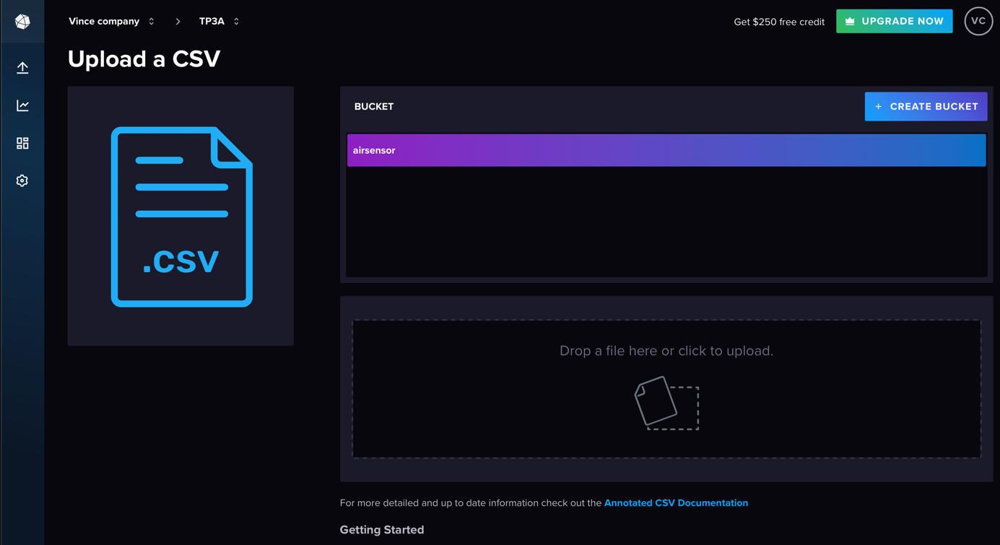 Vince company
TP3A
Get $250 free credit
UPGRADE NOW
VC
Upload a CSV
.csv
BUCKET
+ CREATE BUCKET
airsensor
Drop a file here or click to upload.
For more detailed and up to date information check out the Annotated CSV Documentation
Getting Started